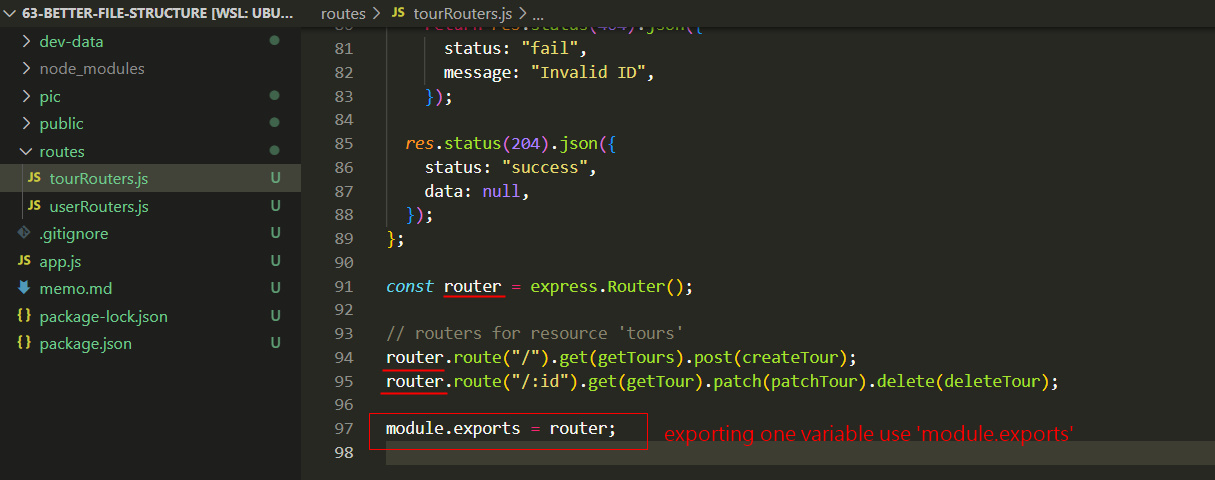 63-BETTER-FILE-STRUCTURE [WSL: UBU...
dev-data
node_modules
pic
public
routes
JS tourRouters.js U
JS userRouters.js U
.gitignore U
JS app.js U
memo.md U
{} package-lock.json U
{} package.json U
routes > JS tourRouters.js > ...
80 return res.status(404).json({
81 status: "fail",
82 message: "Invalid ID",
83 });
84
85 res.status(204).json({
86 status: "success",
87 data: null,
88 });
89 };
90
91 const router = express.Router();
92
93 // routers for resource 'tours'
94 router.route("/").get(getTours).post(createTour);
95 router.route("/:id").get(getTour).patch(patchTour).delete(deleteTour);
96
97 module.exports = router; exporting one variable use 'module.exports'
98